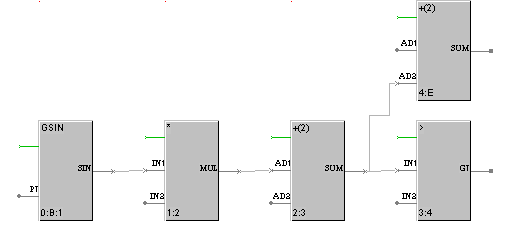 +(2)
AD1
SUM
AD2
4:E
GSIN
SIN
0:B:1
*
IN1
MUL
IN2
1:2
+(2)
AD1
SUM
AD2
2:3
>
IN1
GT
IN2
3:4